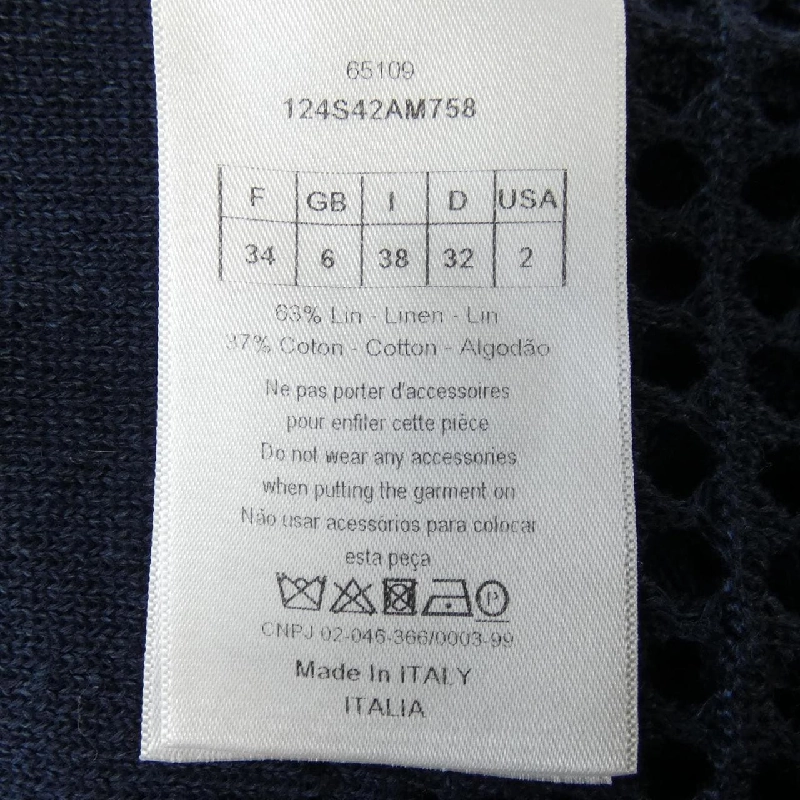 65109
124S42AM758
F GB I D USA
34 6 38 32 2
63% Lin - Linen - Lin
37% Coton - Cotton - Algodão
Ne pas porter d'accessoires
pour enfiler cette pièce
Do not wear any accessories
when putting the garment on
Não usar acessórios para colocar
esta peça
P
CNPJ 02-046-366/0003-99
Made In ITALY
ITALIA